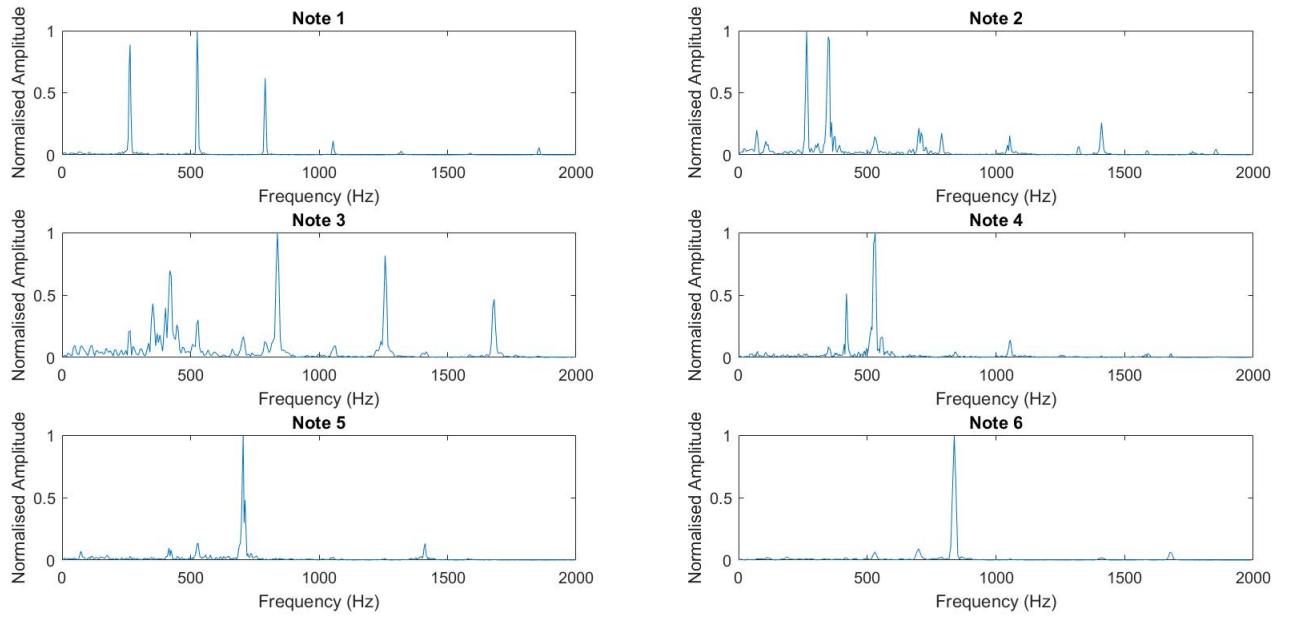 Note 1
Normalised Amplitude
1
0.5
0
0 500 1000 1500 2000
Frequency (Hz)
Note 2
Normalised Amplitude
1
0.5
0
0 500 1000 1500 2000
Frequency (Hz)
Note 3
Normalised Amplitude
1
0.5
0
0 500 1000 1500 2000
Frequency (Hz)
Note 4
Normalised Amplitude
1
0.5
0
0 500 1000 1500 2000
Frequency (Hz)
Note 5
Normalised Amplitude
1
0.5
0
0 500 1000 1500 2000
Frequency (Hz)
Note 6
Normalised Amplitude
1
0.5
0
0 500 1000 1500 2000
Frequency (Hz)